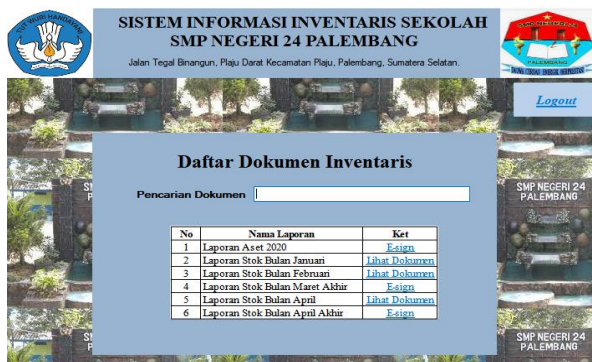 TUT WURI HANDAYANI
SISTEM INFORMASI INVENTARIS SEKOLAH
SMP NEGERI 24 PALEMBANG
Jalan Tegal Binangun, Plaju Darat Kecamatan Plaju, Palembang, Sumatera Selatan.
PALEMBANG
Logout
Daftar Dokumen Inventaris
Pencarian Dokumen
No Nama Laporan Ket
1 Laporan Aset 2020 E-sign
2 Laporan Stok Bulan Januari Lihat Dokumen
3 Laporan Stok Bulan Februari Lihat Dokumen
4 Laporan Stok Bulan Maret Akhir E-sign
5 Laporan Stok Bulan April Lihat Dokumen
6 Laporan Stok Bulan April Akhir E-sign
SMP NEGERI 24
PALEMBANG
SMP NEGERI 24
PALEMBANG